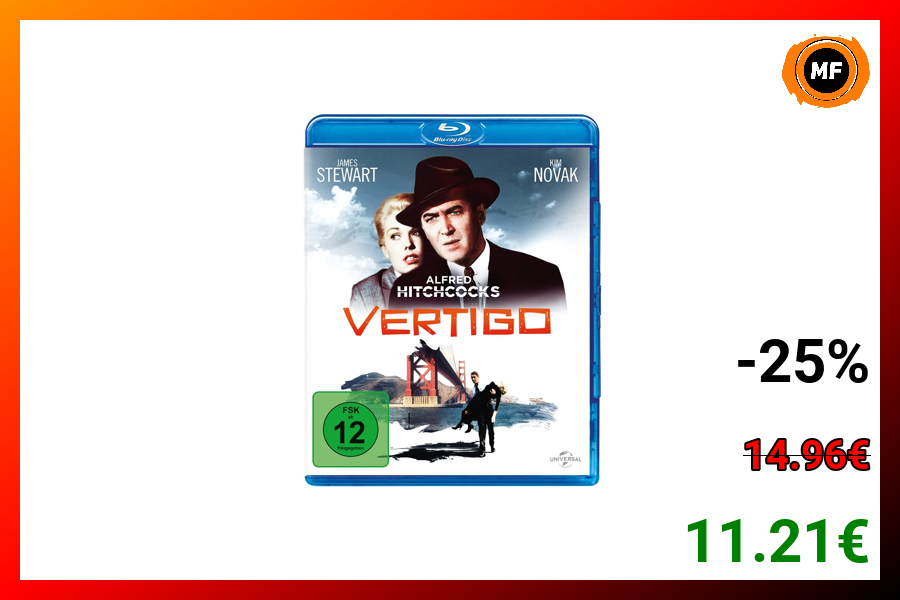 MF
Blu-ray Disc
JAMES
STEWART
KIM
NOVAK
ALFRED
HITCHCOCKS
VERTIGO
FSK
ab
12
freigegeben
UNIVERSAL
-25%
14.96€
11.21€